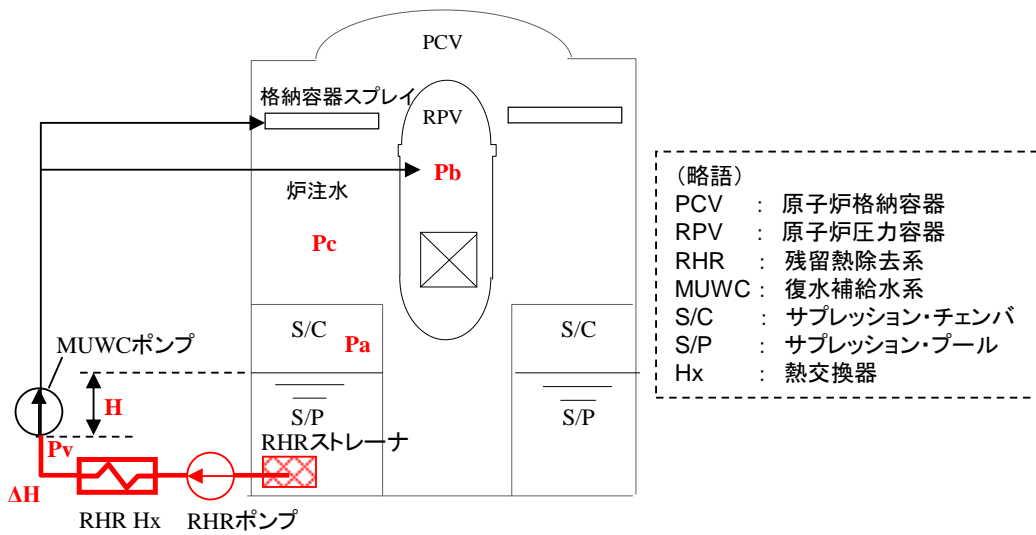 PCV
格納容器スプレイ
RPV
Pb
炉注水
Pc
S/C
Pa
S/C
MUWCポンプ
H
S/P
S/P
Pv
RHRストレーナ
ΔH
RHR Hx
RHRポンプ
(略語)
PCV : 原子炉格納容器
RPV : 原子炉圧力容器
RHR : 残留熱除去系
MUWC : 復水補給水系
S/C : サプレッション・チェンバ
S/P : サプレッション・プール
Hx : 熱交換器